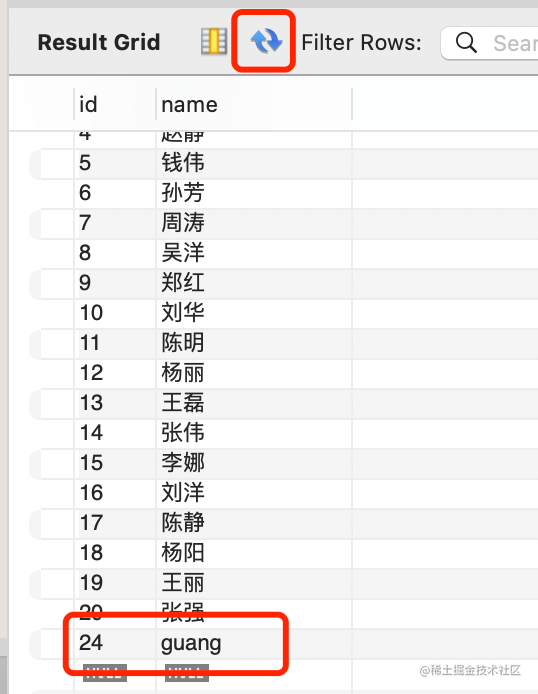 Result Grid Filter Rows: Sear
id name
4 赵静
5 钱伟
6 孙芳
7 周涛
8 吴洋
9 郑红
10 刘华
11 陈明
12 杨丽
13 王磊
14 张伟
15 李娜
16 刘洋
17 陈静
18 杨阳
19 王丽
20 张强
24 guang
NULL NULL
@稀土掘金技术社区